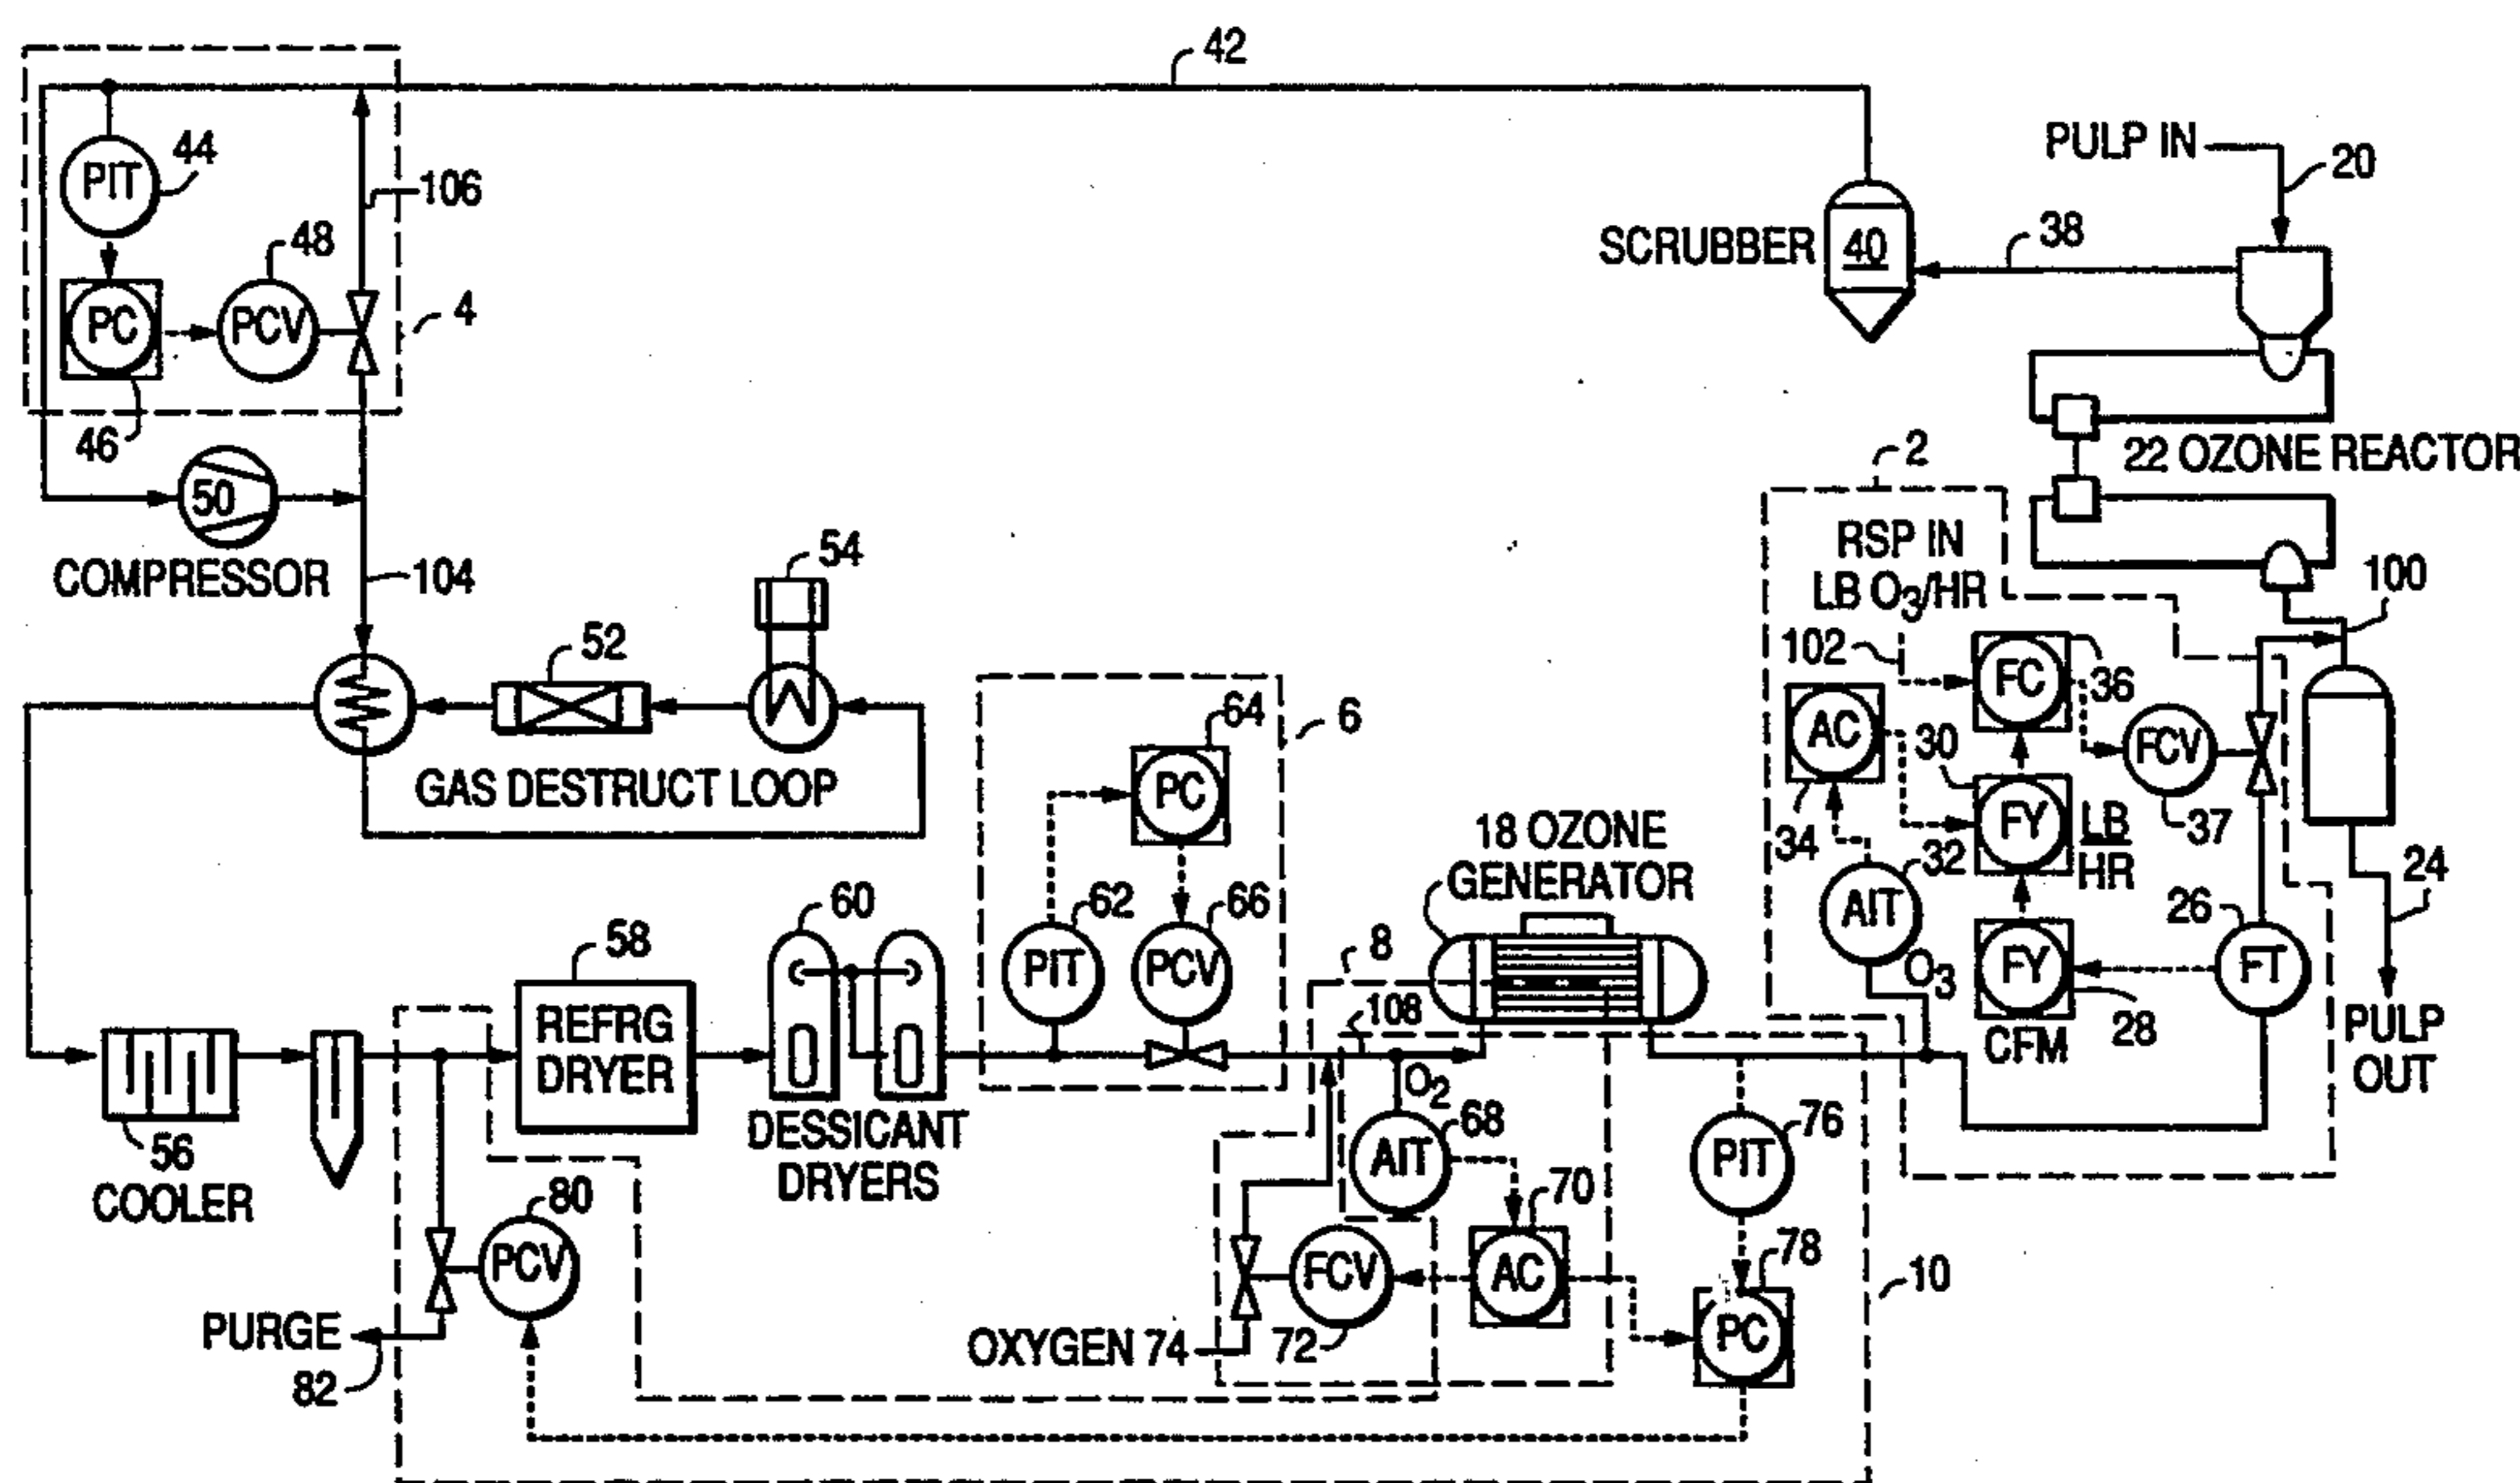 42
PULP IN
20
44
PIT
106
SCRUBBER
40
38
48
PC
PCV
4
46
2
22 OZONE REACTOR
50
RSP IN
LB O3/HR
COMPRESSOR
104
54
100
52
102
FC
36
6
64
AC
30
FCV
GAS DESTRUCT LOOP
PC
34
FY
LB
HR
37
18 OZONE
GENERATOR
32
24
60
62
66
AIT
26
58
8
PIT
PCV
O3
FY
FT
REFRG
DRYER
108
28
CFM
PULP
OUT
O2
56
COOLER
DESSICANT
DRYERS
68
AIT
76
PIT
80
70
PCV
78
FCV
AC
10
PURGE
82
OXYGEN 74
72
PC